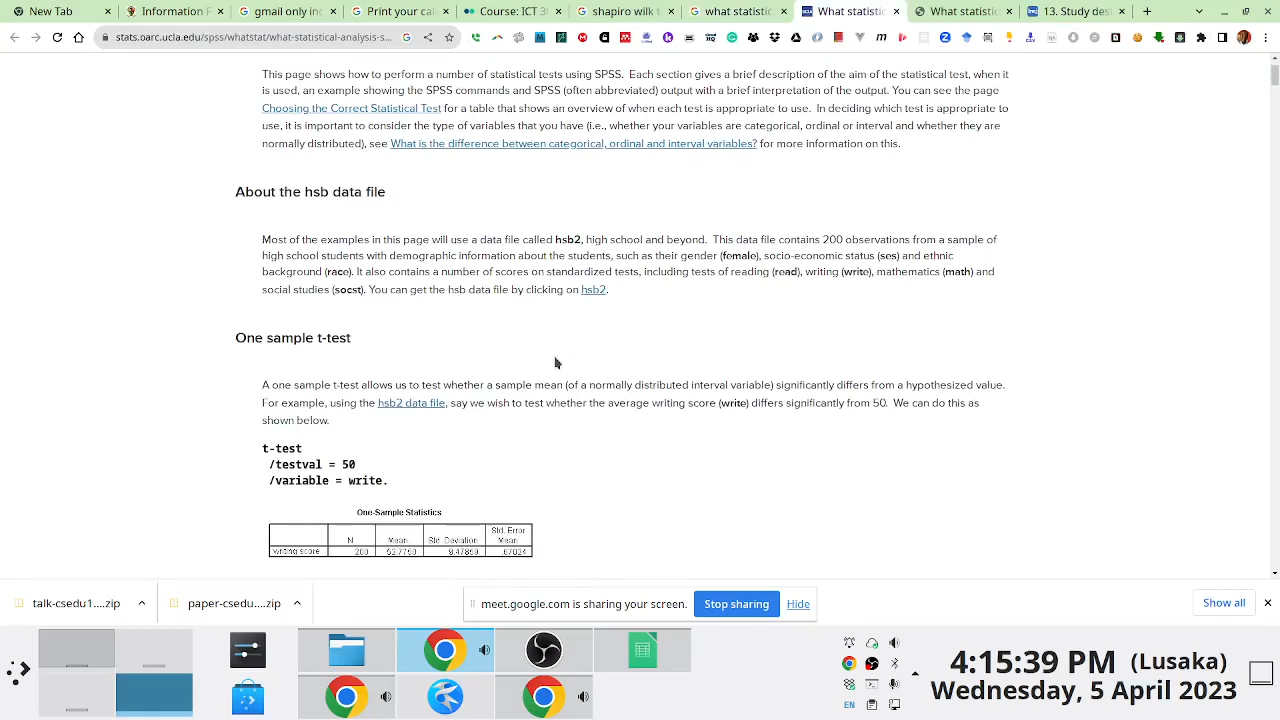 New Tab
Information F
gmail only inc
Print your cal
Course: ICT 3
shapiro wilk t
what statistic
What statisti
What statistic
13. Study des
stats.oarc.ucla.edu/spss/whatstat/what-statistical-analysis-s...
This page shows how to perform a number of statistical tests using SPSS. Each section gives a brief description of the aim of the statistical test, when it
is used, an example showing the SPSS commands and SPSS (often abbreviated) output with a brief interpretation of the output. You can see the page
Choosing the Correct Statistical Test for a table that shows an overview of when each test is appropriate to use. In deciding which test is appropriate to
use, it is important to consider the type of variables that you have (i.e., whether your variables are categorical, ordinal or interval and whether they are
normally distributed), see What is the difference between categorical, ordinal and interval variables? for more information on this.
About the hsb data file
Most of the examples in this page will use a data file called hsb2, high school and beyond. This data file contains 200 observations from a sample of
high school students with demographic information about the students, such as their gender (female), socio-economic status (ses) and ethnic
background (race). It also contains a number of scores on standardized tests, including tests of reading (read), writing (write), mathematics (math) and
social studies (socst). You can get the hsb data file by clicking on hsb2.
One sample t-test
A one sample t-test allows us to test whether a sample mean (of a normally distributed interval variable) significantly differs from a hypothesized value.
For example, using the hsb2 data file, say we wish to test whether the average writing score (write) differs significantly from 50. We can do this as
shown below.
t-test
/testval = 50
/variable = write.
One-Sample Statistics
N Mean Std. Deviation Std. Error Mean
writing score 200 52.7750 9.47859 .67024
talk-csedu1....zip
paper-csedu....zip
meet.google.com is sharing your screen.
Stop sharing
Hide
Show all
4:15:39 PM (Lusaka)
Wednesday, 5 April 2023
EN